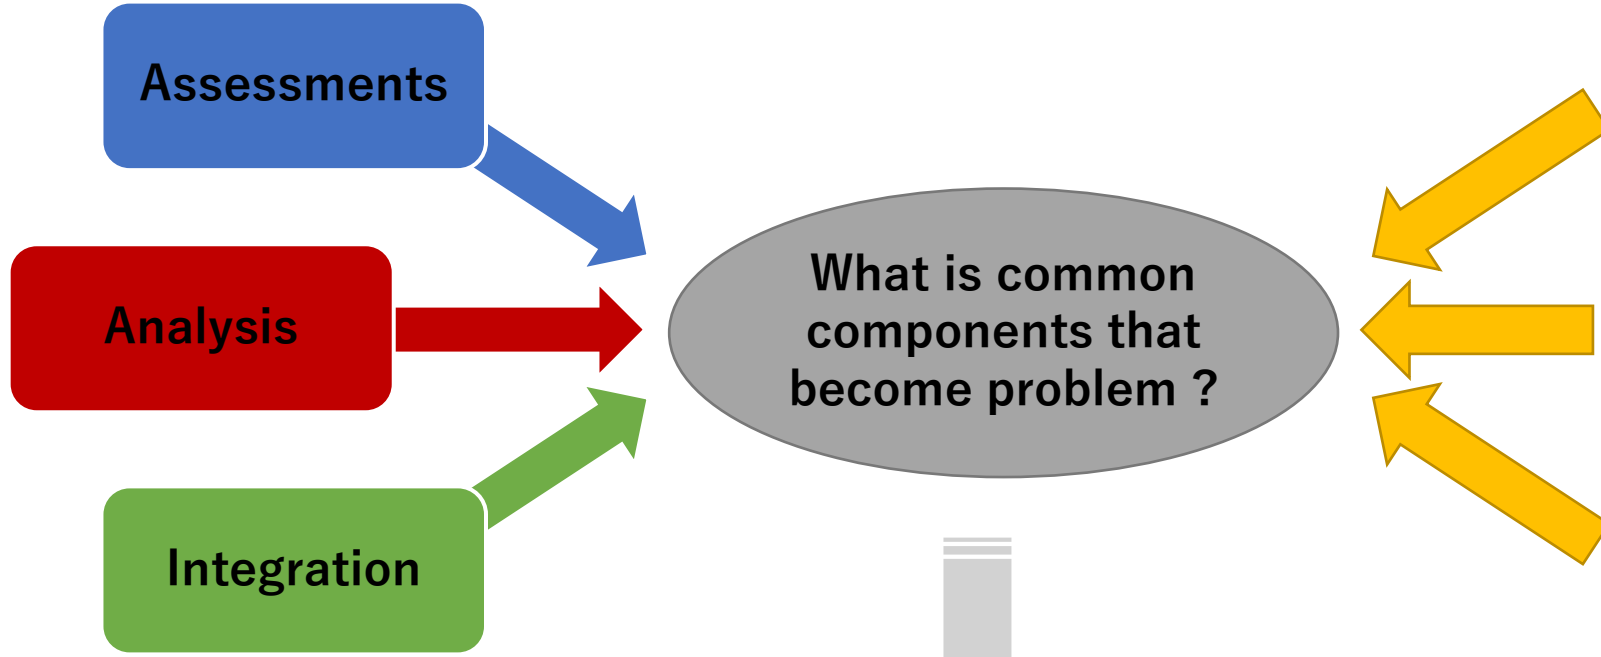 Assessments
Analysis
Integration
What is common
components that
become problem ?